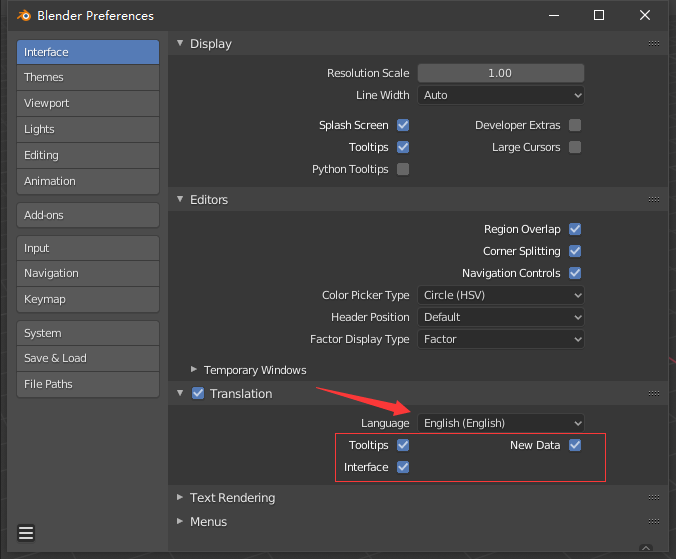 Blender Preferences
Interface
Themes
Viewport
Lights
Editing
Animation
Add-ons
Input
Navigation
Keymap
System
Save & Load
File Paths
Display
Resolution Scale 1.00
Line Width Auto
Splash Screen Developer Extras
Tooltips Large Cursors
Python Tooltips
Editors
Region Overlap
Corner Splitting
Navigation Controls
Color Picker Type Circle (HSV)
Header Position Default
Factor Display Type Factor
Temporary Windows
Translation
Language English (English)
Tooltips New Data
Interface
Text Rendering
Menus